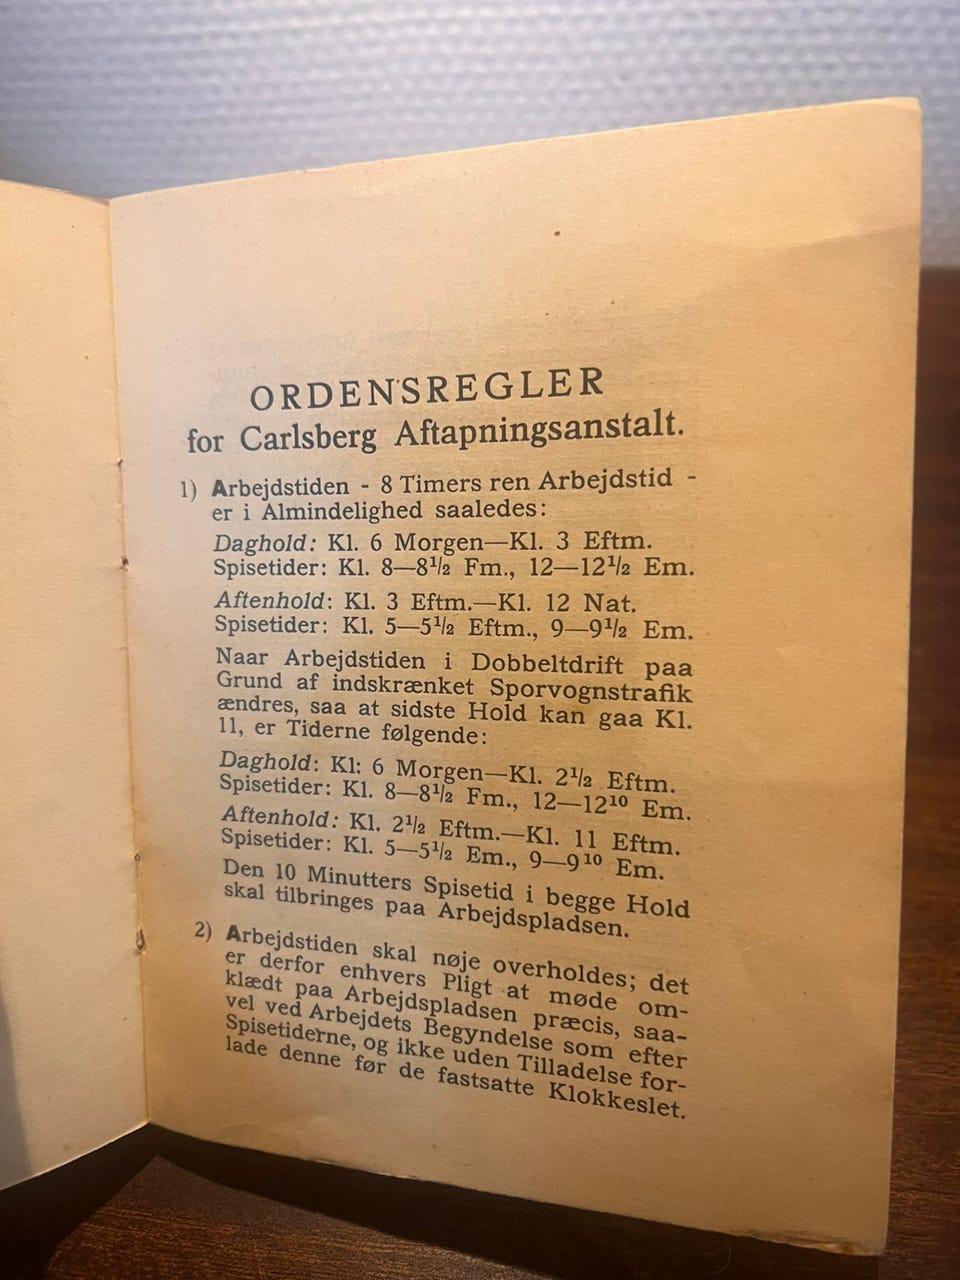 ORDENSREGLER
for Carlsberg Aftapningsanstalt.
1) Arbejdstiden - 8 Timers ren Arbejdstid -
er i Almindelighed saaledes:
Daghold: Kl. 6 Morgen—Kl. 3 Eftm.
Spisetider: Kl. 8—8½ Fm., 12—12½ Em.
Aftenhold: Kl. 3 Eftm.—Kl. 12 Nat.
Spisetider: Kl. 5—5½ Eftm., 9—9½ Em.
Naar Arbejdstiden i Dobbeltdrift paa
Grund af indskrænket Sporvognstrafik
ændres, saa at sidste Hold kan gaa Kl.
11, er Tiderne følgende:
Daghold: Kl: 6 Morgen—Kl. 2½ Eftm.
Spisetider: Kl. 8—8½ Fm., 12—12¹⁰ Em.
Aftenhold: Kl. 2½ Eftm.—Kl. 11 Eftm.
Spisetider: Kl. 5—5½ Em., 9—9¹⁰ Em.
Den 10 Minutters Spisetid i begge Hold
skal tilbringes paa Arbejdspladsen.
2) Arbejdstiden skal nøje overholdes; det
er derfor enhvers Pligt at møde om-
klædt paa Arbejdspladsen præcis, saa-
vel ved Arbejdets Begyndelse som efter
Spisetiderne, og ikke uden Tilladelse for-
lade denne før de fastsatte Klokkeslet.